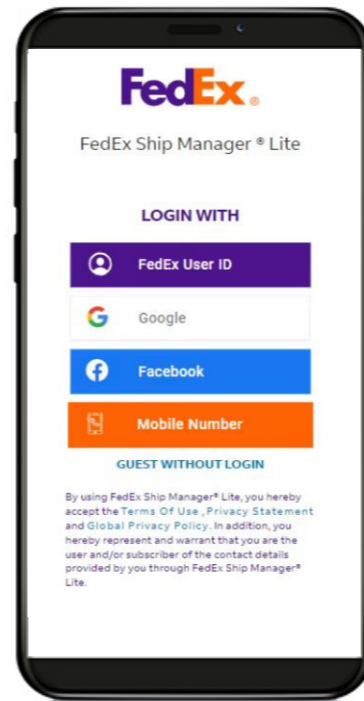 FedEx®
FedEx Ship Manager ® Lite
LOGIN WITH
FedEx User ID
Google
Facebook
Mobile Number
GUEST WITHOUT LOGIN
By using FedEx Ship Manager® Lite, you hereby
accept the Terms Of Use , Privacy Statement
and Global Privacy Policy. In addition, you
hereby represent and warrant that you are the
user and/or subscriber of the contact details
provided by you through FedEx Ship Manager®
Lite.